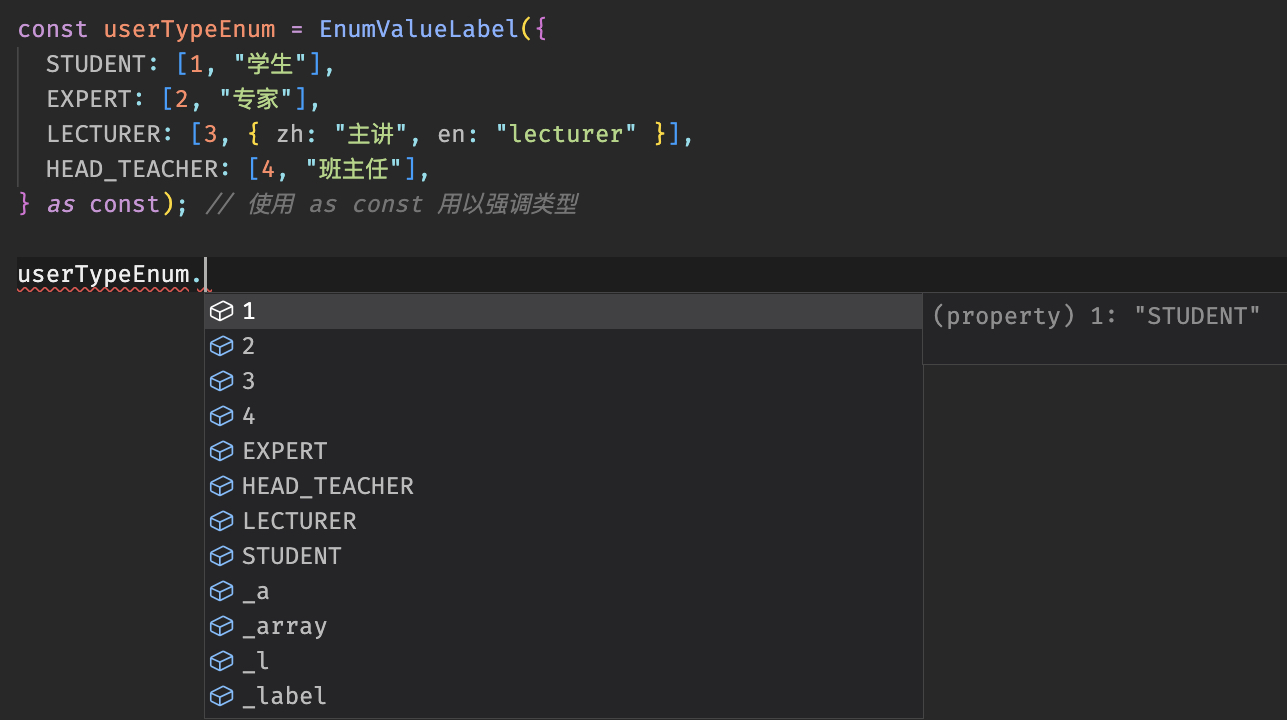 const userTypeEnum = EnumValueLabel({
STUDENT: [1, "学生"],
EXPERT: [2, "专家"],
LECTURER: [3, { zh: "主讲", en: "lecturer" }],
HEAD_TEACHER: [4, "班主任"],
} as const); // 使用 as const 用以强调类型
userTypeEnum.
1
(property) 1: "STUDENT"
2
3
4
EXPERT
HEAD_TEACHER
LECTURER
STUDENT
_a
_array
_l
_label